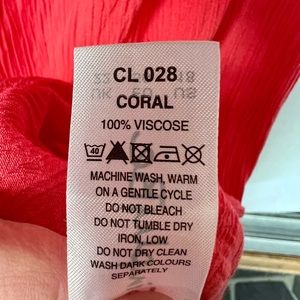 CL 028
CORAL
100% VISCOSE
40
MACHINE WASH, WARM
ON A GENTLE CYCLE
DO NOT BLEACH
DO NOT TUMBLE DRY
IRON, LOW
DO NOT DRY CLEAN
WASH DARK COLOURS
SEPARATELY